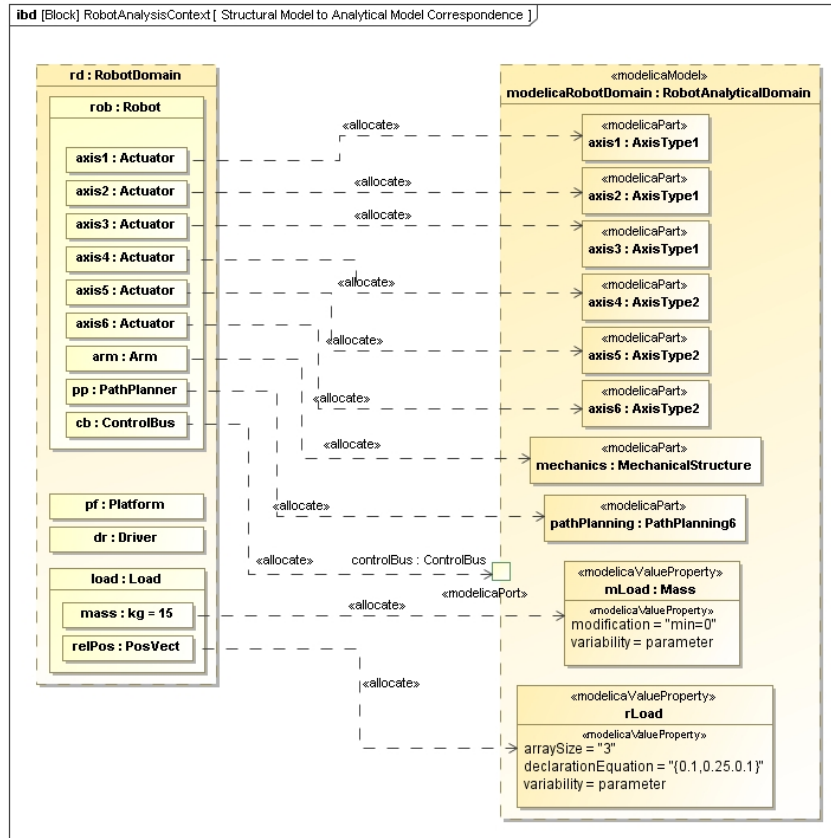 ibd [Block] RobotAnalysisContext [ Structural Model to Analytical Model Correspondence ]
rd : RobotDomain
rob : Robot
axis1 : Actuator
axis2 : Actuator
axis3 : Actuator
axis4 : Actuator
axis5 : Actuator
axis6 : Actuator
arm : Arm
pp : PathPlanner
cb : ControlBus
pf : Platform
dr : Driver
load : Load
mass : kg = 15
relPos : PosVect
«allocate»
«allocate»
«allocate»
«allocate»
«allocate»
«allocate»
«allocate»
«allocate»
«allocate»
«allocate»
«allocate»
controlBus : ControlBus
«modelicaPort»
«modelicaModel»
modelicaRobotDomain : RobotAnalyticalDomain
«modelicaPart»
axis1 : AxisType1
«modelicaPart»
axis2 : AxisType1
«modelicaPart»
axis3 : AxisType1
«modelicaPart»
axis4 : AxisType2
«modelicaPart»
axis5 : AxisType2
«modelicaPart»
axis6 : AxisType2
«modelicaPart»
mechanics : MechanicalStructure
«modelicaPart»
pathPlanning : PathPlanning6
«modelicaValueProperty»
mLoad : Mass
«modelicaValueProperty»
modification = "min=0"
variability = parameter
«modelicaValueProperty»
rLoad
«modelicaValueProperty»
arraySize = "3"
declarationEquation = "{0.1,0.25.0.1}"
variability = parameter